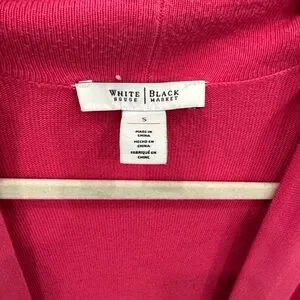 WHITE | BLACK
HOUSE | MARKET
S
MADE IN
CHINA
HECHO EN
CHINA
FABRIQUÉ EN
CHINE